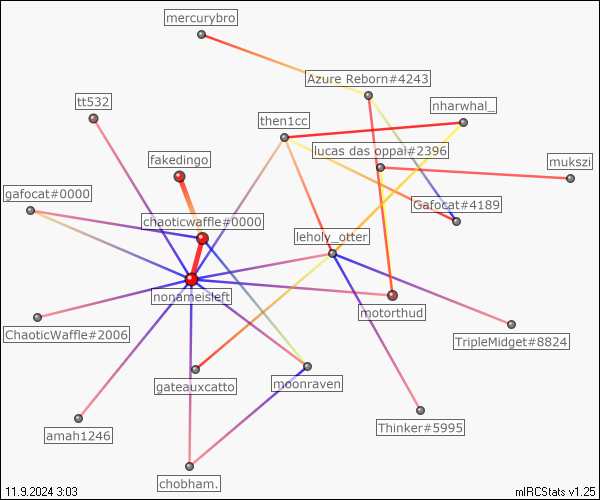 mercurybro
Azure Reborn#4243
tt532
nharwhal_
then1cc
lucas das oppai#2396
fakedingo
mukszi
gafocat#0000
Gafocat#4189
chaoticwaffle#0000
leholy_otter
nonameisleft
motorthud
ChaoticWaffle#2006
TripleMidget#8824
gateauxcatto
moonraven
Thinker#5995
amah1246
chobham.
11.9.2024 3:03
mIRCStats v1.25